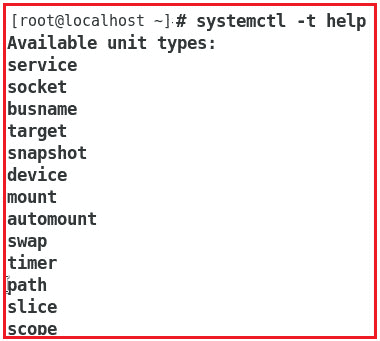 [root@localhost ~]# systemctl -t help
Available unit types:
service
socket
busname
target
snapshot
device
mount
automount
swap
timer
path
slice
scope